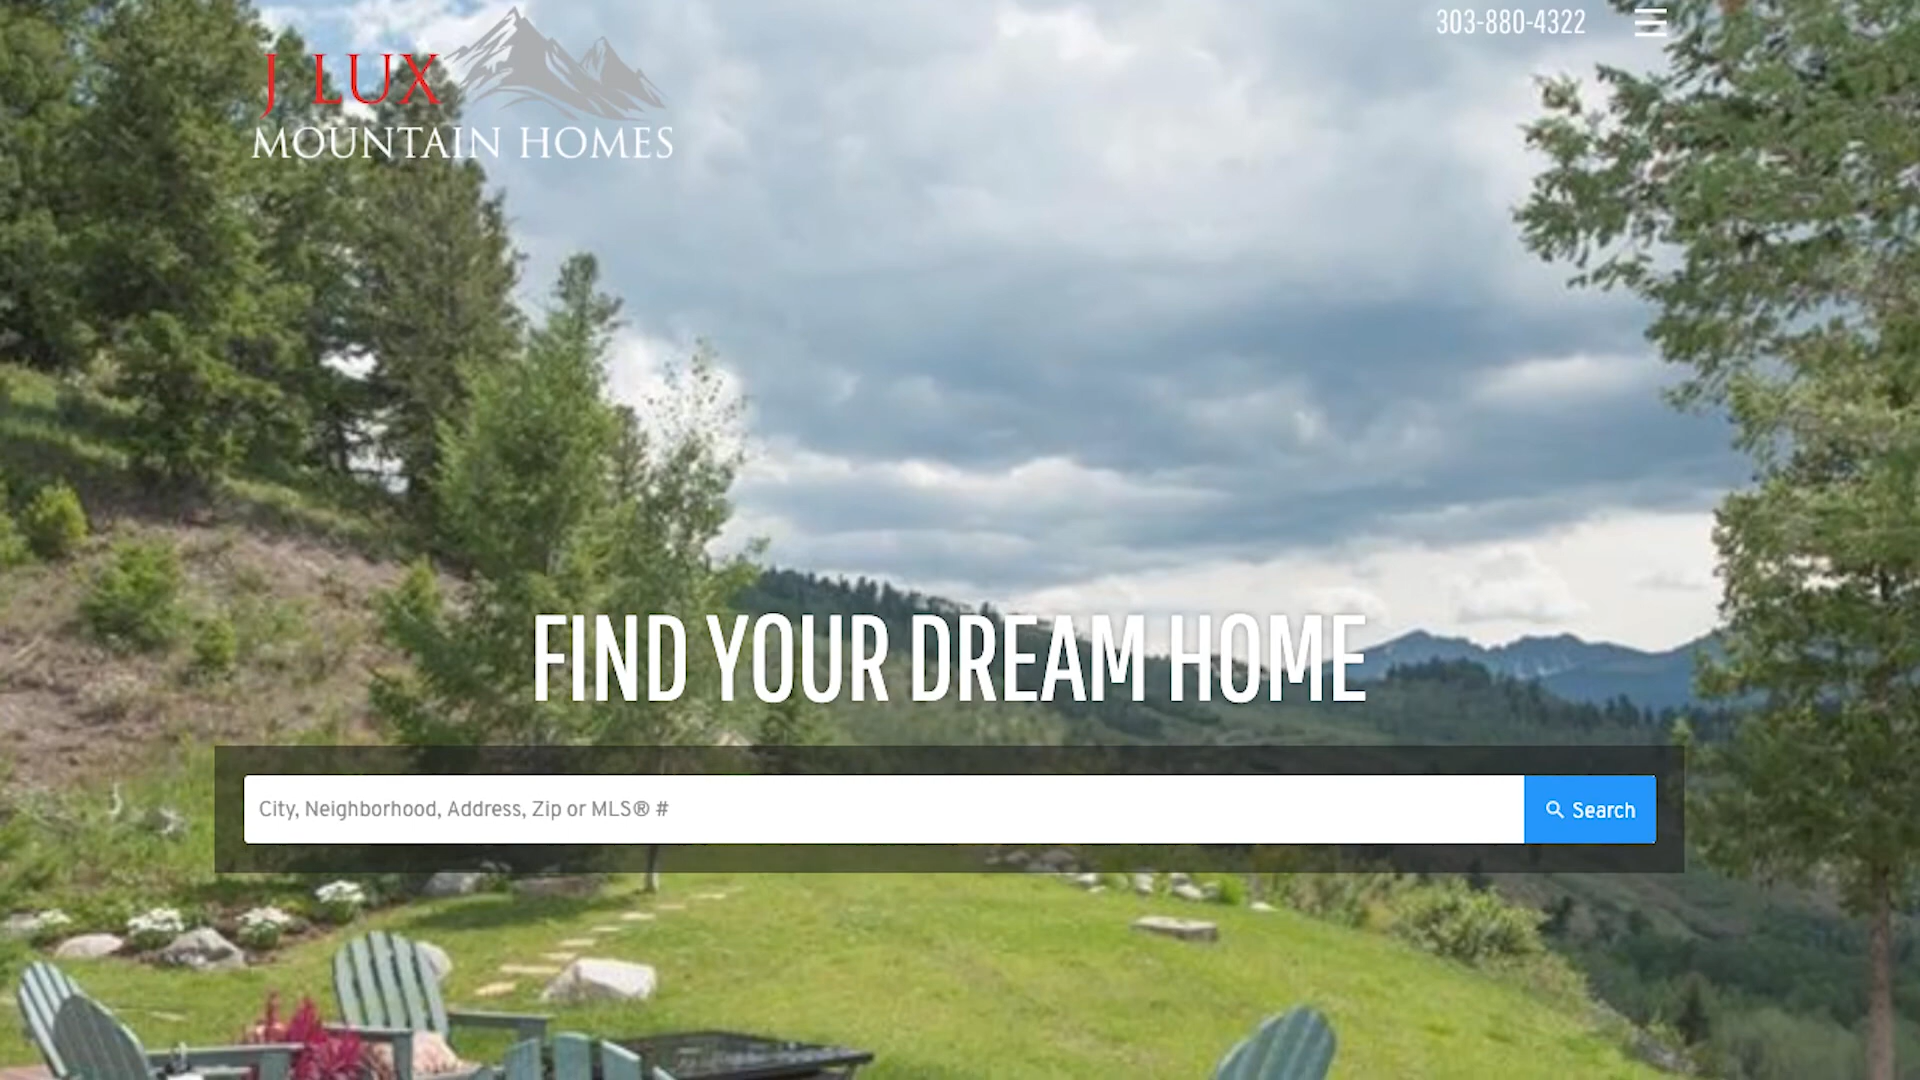 303-880-4322
J LUX
MOUNTAIN HOMES
FIND YOUR DREAM HOME
City, Neighborhood, Address, Zip or MLS® #
Search